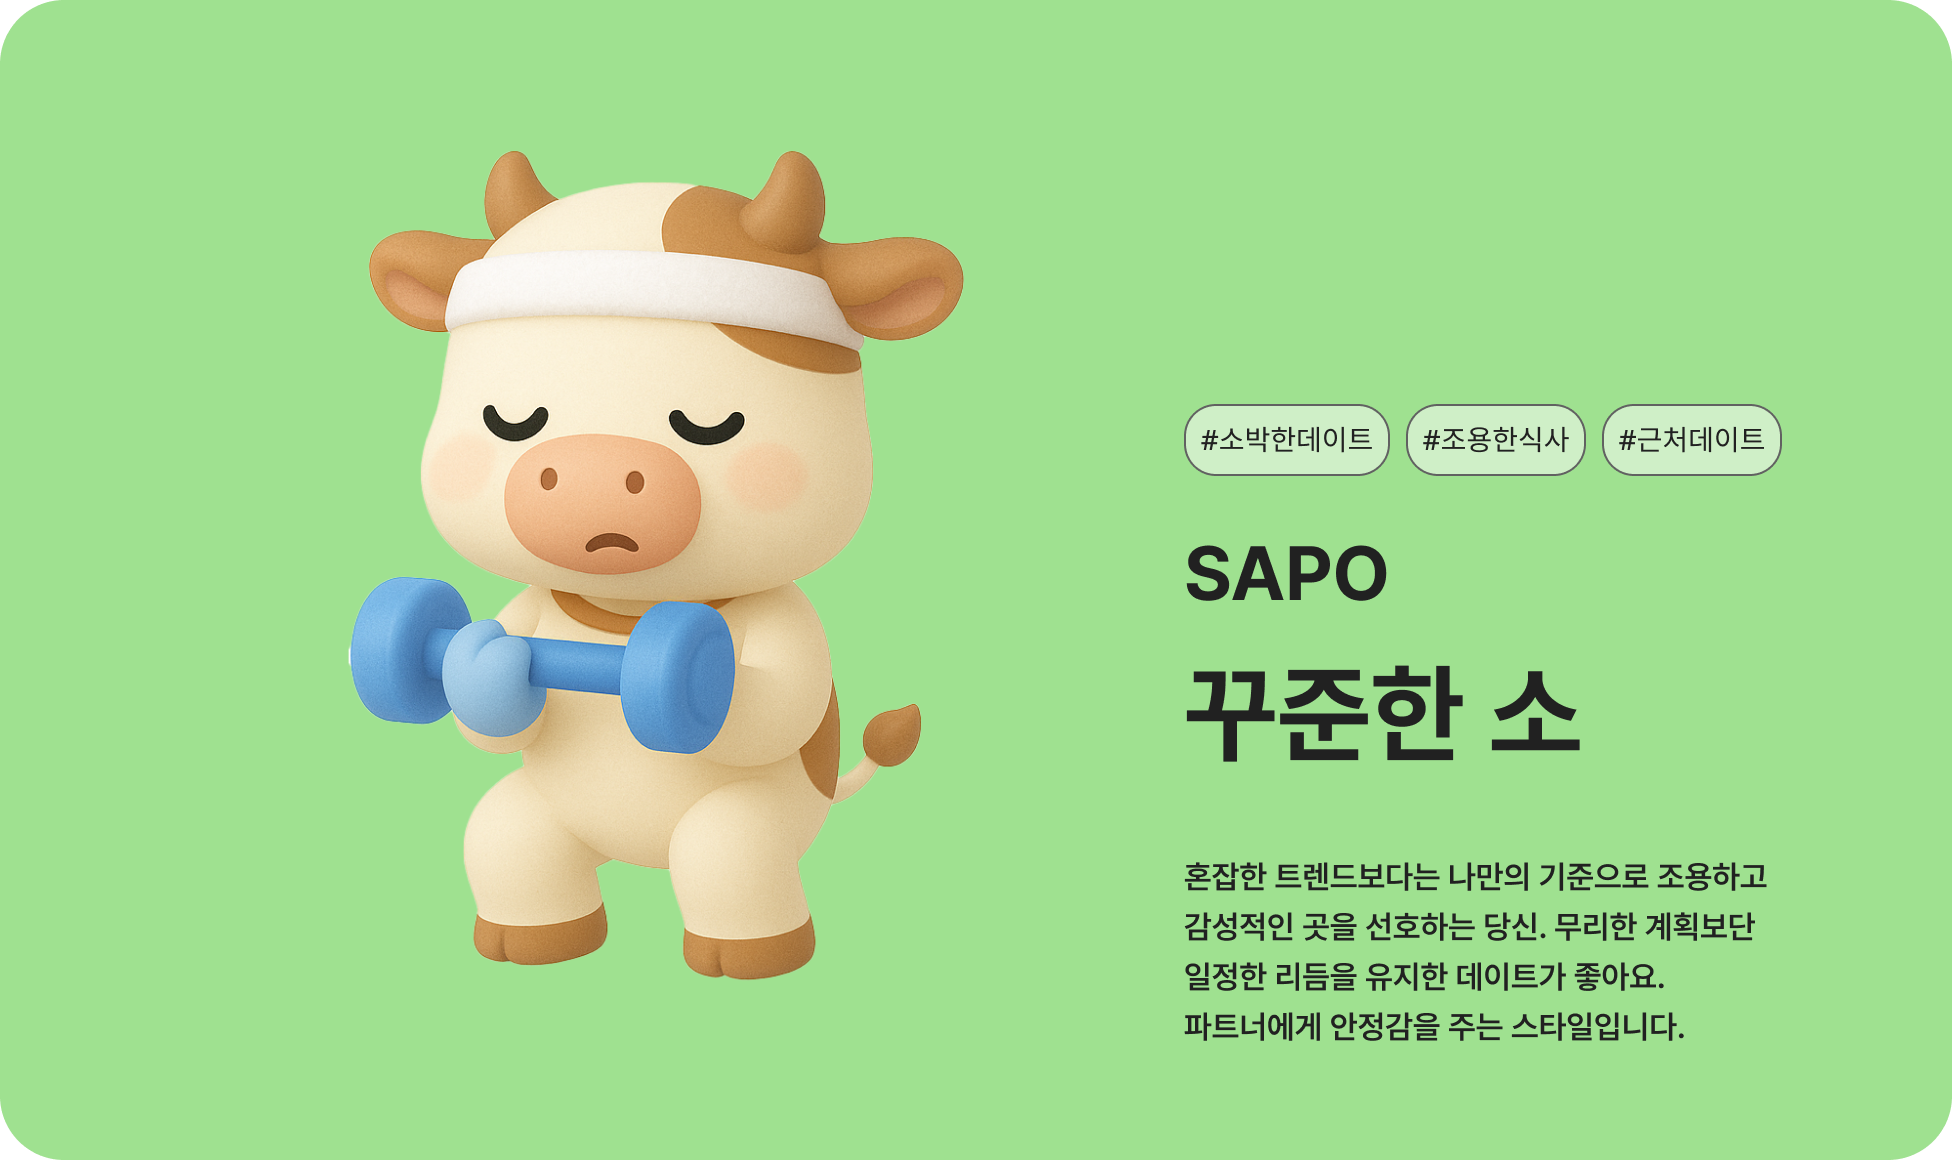 #소박한데이트 #조용한식사 #근처데이트
SAPO
꾸준한 소
혼잡한 트렌드보다는 나만의 기준으로 조용하고
감성적인 곳을 선호하는 당신. 무리한 계획보단
일정한 리듬을 유지한 데이트가 좋아요.
파트너에게 안정감을 주는 스타일입니다.